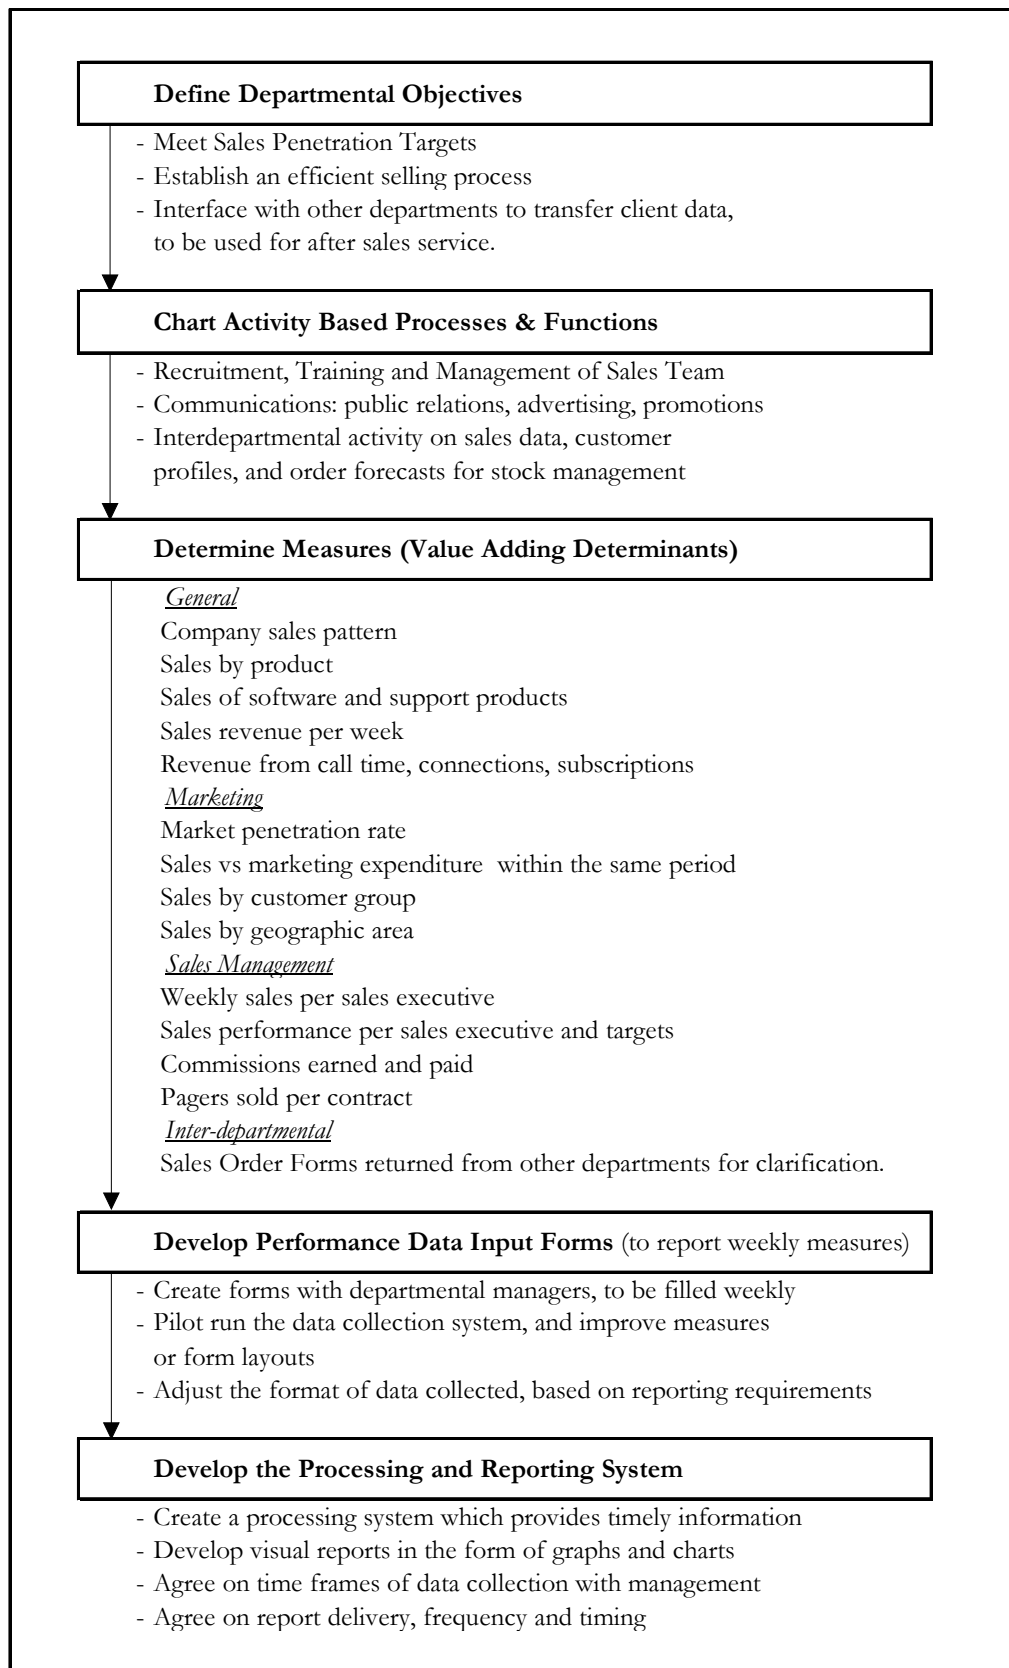 Define Departmental Objectives
- Meet Sales Penetration Targets
- Establish an efficient selling process
- Interface with other departments to transfer client data,
to be used for after sales service.
Chart Activity Based Processes & Functions
- Recruitment, Training and Management of Sales Team
- Communications: public relations, advertising, promotions
- Interdepartmental activity on sales data, customer
profiles, and order forecasts for stock management
Determine Measures (Value Adding Determinants)
General
Company sales pattern
Sales by product
Sales of software and support products
Sales revenue per week
Revenue from call time, connections, subscriptions
Marketing
Market penetration rate
Sales vs marketing expenditure  within the same period
Sales by customer group
Sales by geographic area
Sales Management
Weekly sales per sales executive
Sales performance per sales executive and targets
Commissions earned and paid
Pagers sold per contract
Inter-departmental
Sales Order Forms returned from other departments for clarification.
Develop Performance Data Input Forms (to report weekly measures)
- Create forms with departmental managers, to be filled weekly
- Pilot run the data collection system, and improve measures
or form layouts
- Adjust the format of data collected, based on reporting requirements
Develop the Processing and Reporting System
- Create a processing system which provides timely information
- Develop visual reports in the form of graphs and charts
- Agree on time frames of data collection with management
- Agree on report delivery, frequency and timing